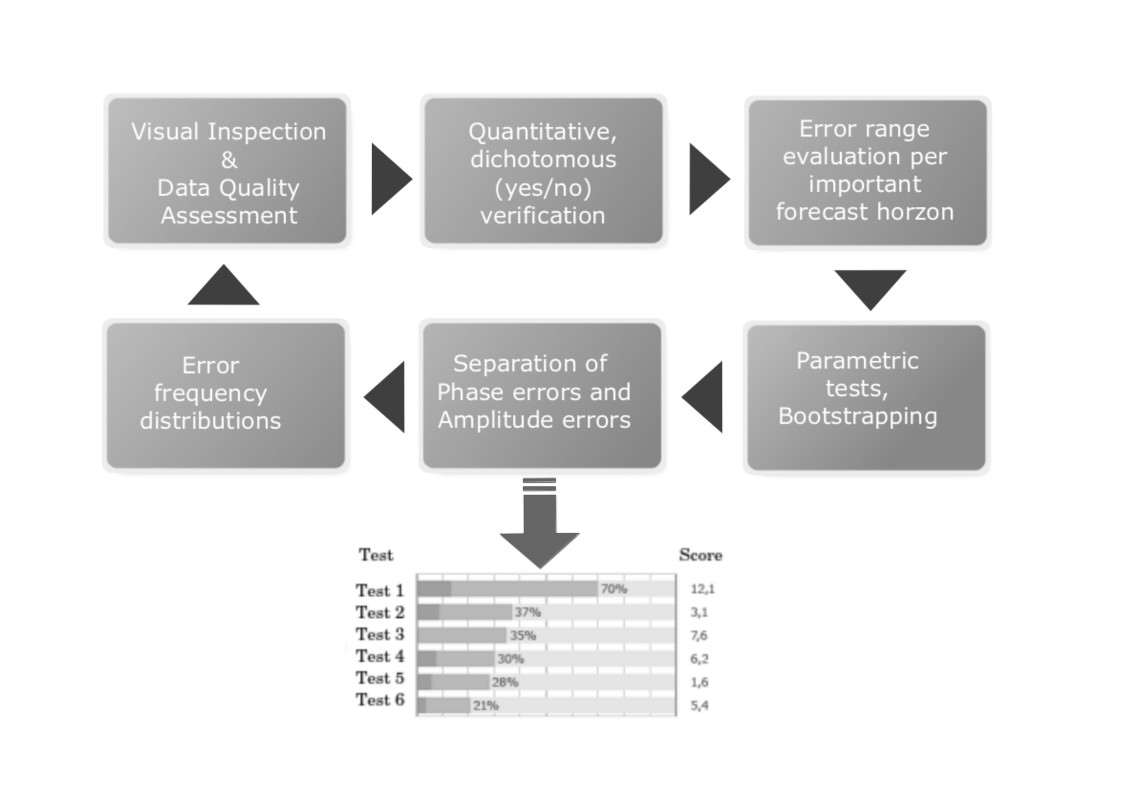 Visual Inspection
&
Data Quality
Assessment
Quantitative,
dichotomous
(yes/no)
verification
Error range
evaluation per
important
forecast horzon
Error
frequency
distributions
Separation of
Phase errors and
Amplitude errors
Parametric
tests,
Bootstrapping
Test Score
Test 1 70% 12,1
Test 2 37% 3,1
Test 3 35% 7,6
Test 4 30% 6,2
Test 5 28% 1,6
Test 6 21% 5,4